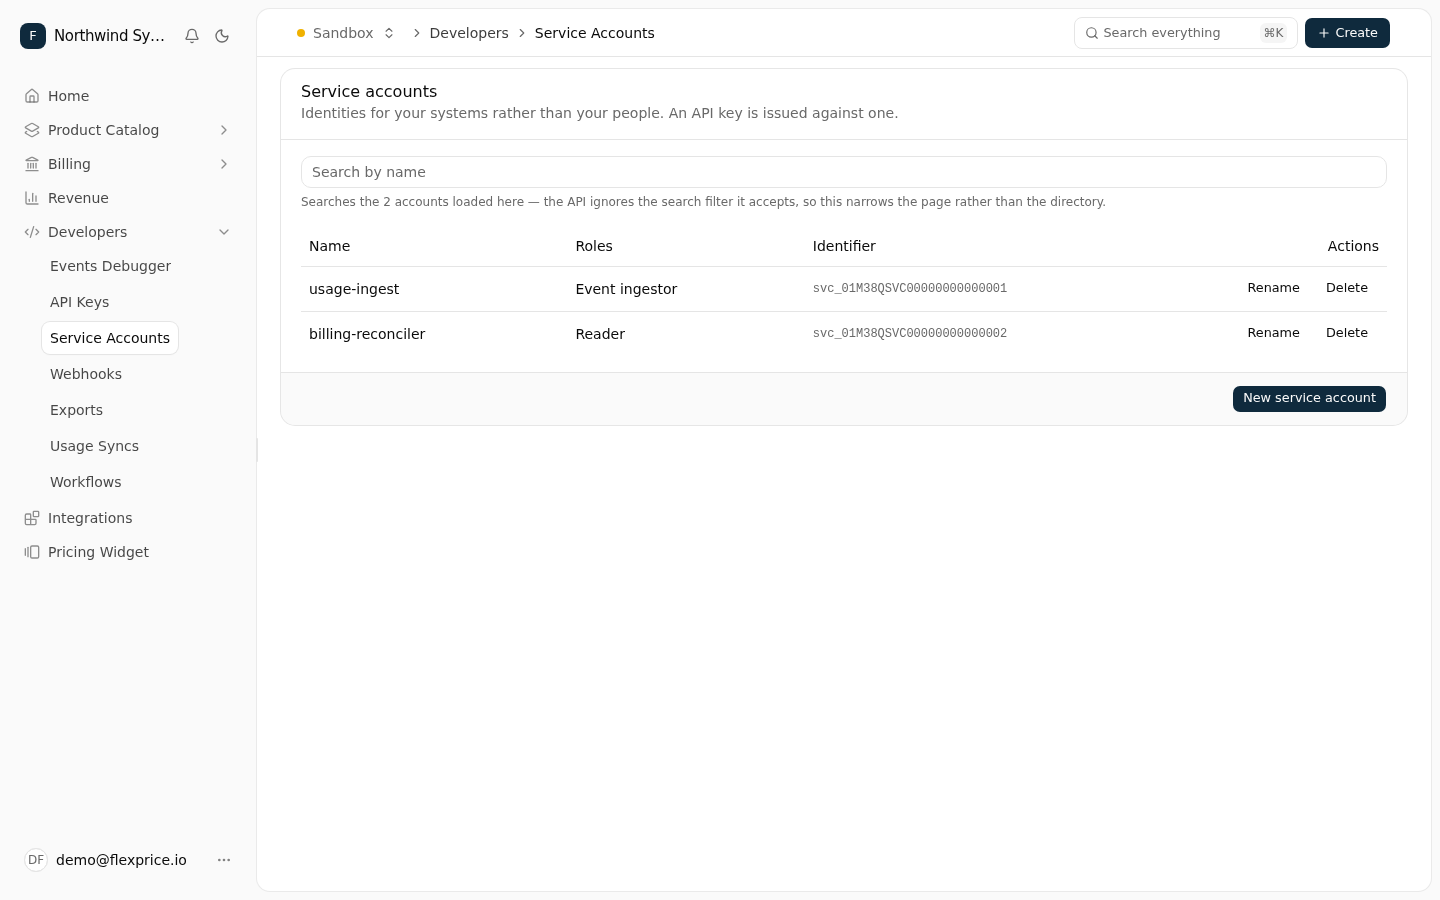 F Northwind Sy...
Home
Product Catalog
Billing
Revenue
Developers
Events Debugger
API Keys
Service Accounts
Webhooks
Exports
Usage Syncs
Workflows
Integrations
Pricing Widget
DF demo@flexprice.io
Sandbox Developers Service Accounts
Search everything ⌘K
Create
Service accounts
Identities for your systems rather than your people. An API key is issued against one.
Search by name
Searches the 2 accounts loaded here — the API ignores the search filter it accepts, so this narrows the page rather than the directory.
Name Roles Identifier Actions
usage-ingest Event ingestor svc_01M38QSVC00000000000001 Rename Delete
billing-reconciler Reader svc_01M38QSVC00000000000002 Rename Delete
New service account